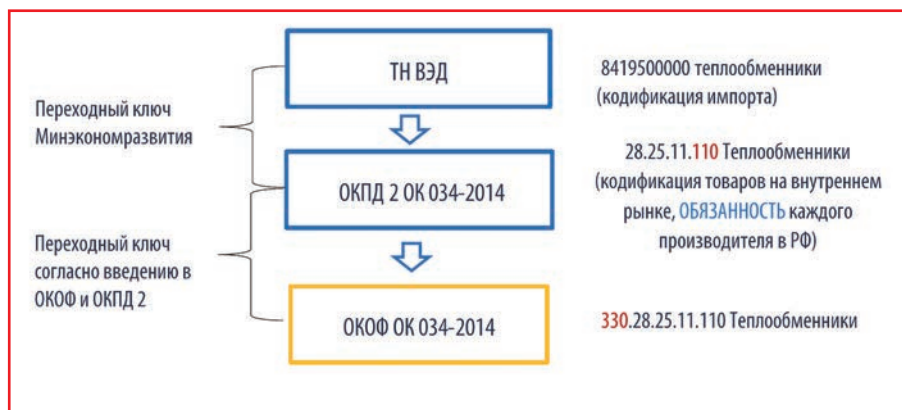 ТН ВЭД
8419500000 теплообменники
(кодификация импорта)
Переходный ключ
Минэкономразвития
ОКПД 2 ОК 034-2014
28.25.11.110 Теплообменники
(кодификация товаров на внутреннем
рынке, ОБЯЗАННОСТЬ каждого
производителя в РФ)
Переходный ключ
согласно введению в
ОКОФ и ОКПД 2
ОКОФ ОК 034-2014
330.28.25.11.110 Теплообменники